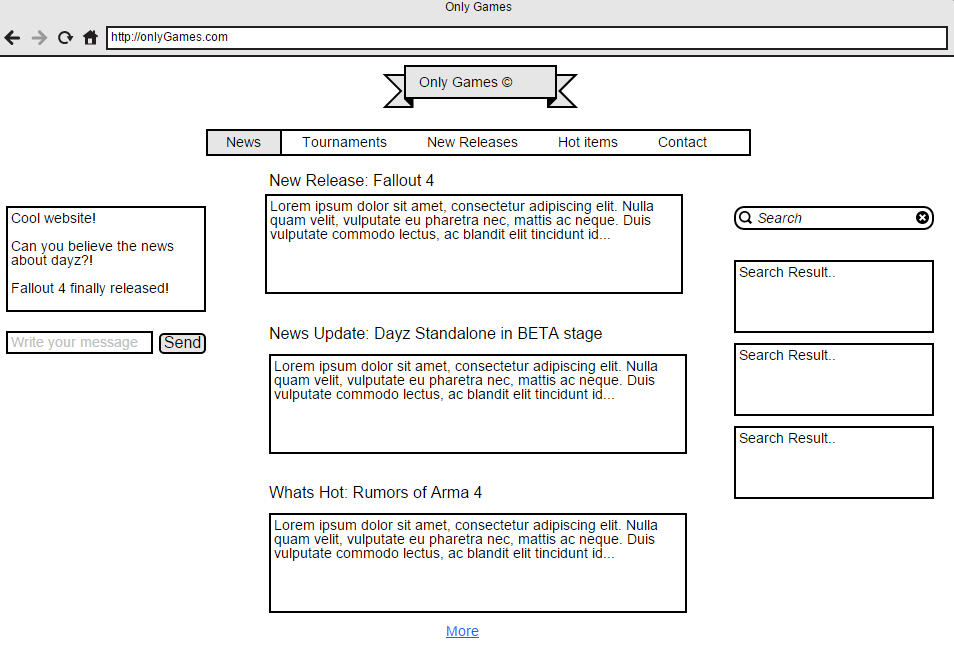 Only Games
http://onlyGames.com
Only Games ©
News Tournaments New Releases Hot items Contact
Cool website!
Can you believe the news
about dayz?!
Fallout 4 finally released!
Write your message Send
New Release: Fallout 4
Lorem ipsum dolor sit amet, consectetur adipiscing elit. Nulla
quam velit, vulputate eu pharetra nec, mattis ac neque. Duis
vulputate commodo lectus, ac blandit elit tincidunt id...
News Update: Dayz Standalone in BETA stage
Lorem ipsum dolor sit amet, consectetur adipiscing elit. Nulla
quam velit, vulputate eu pharetra nec, mattis ac neque. Duis
vulputate commodo lectus, ac blandit elit tincidunt id...
Whats Hot: Rumors of Arma 4
Lorem ipsum dolor sit amet, consectetur adipiscing elit. Nulla
quam velit, vulputate eu pharetra nec, mattis ac neque. Duis
vulputate commodo lectus, ac blandit elit tincidunt id...
More
Search
Search Result..
Search Result..
Search Result..